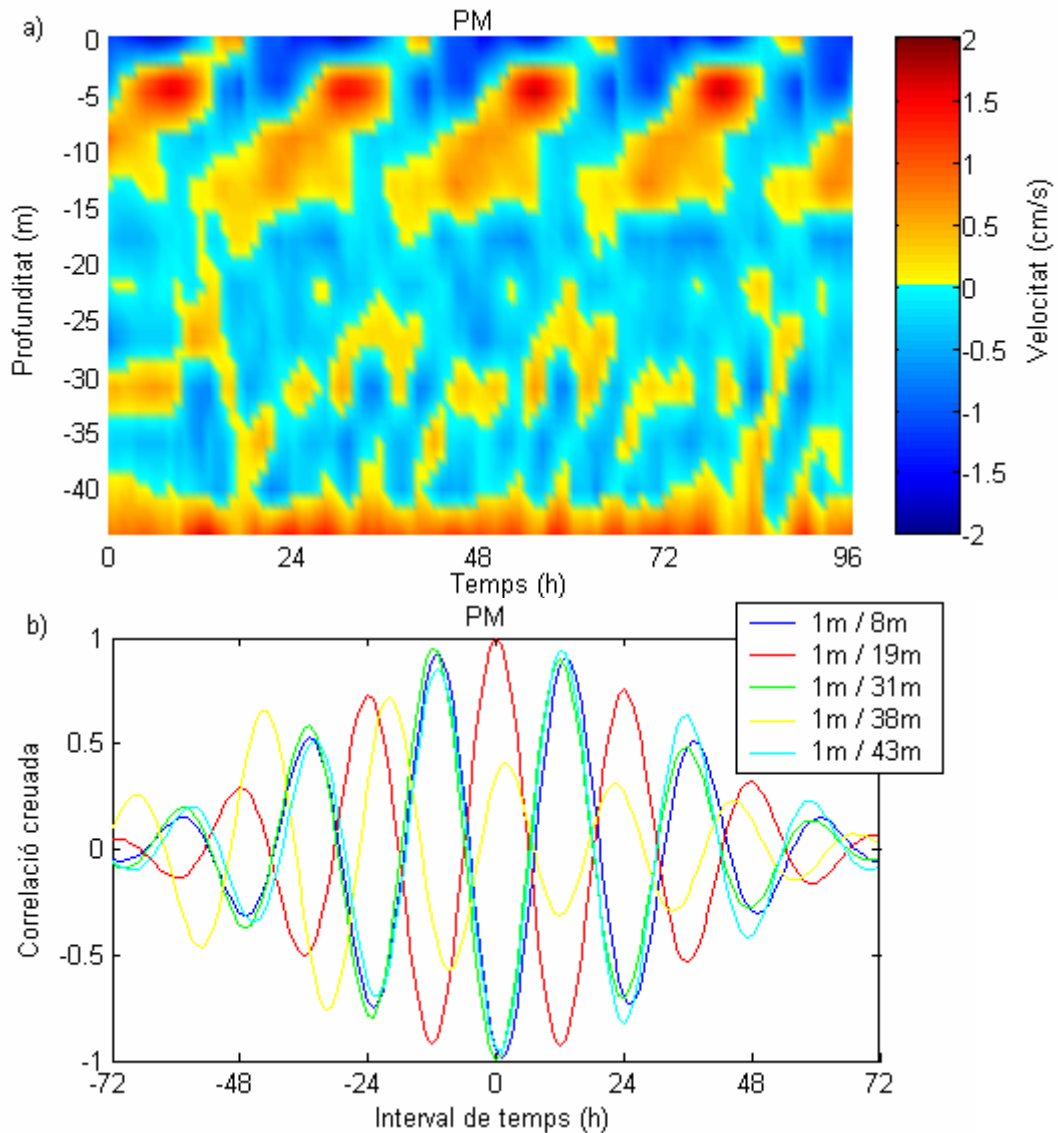 a)
PM
0
-5
-10
-15
-20
-25
-30
-35
-40
Profunditat (m)
0
24
48
72
96
Temps (h)
2
1.5
1
0.5
0
-0.5
-1
-1.5
-2
Velocitat (cm/s)
b)
PM
1m / 8m
1m / 19m
1m / 31m
1m / 38m
1m / 43m
1
0.5
0
-0.5
-1
Correlació creuada
-72
-48
-24
0
24
48
72
Interval de temps (h)